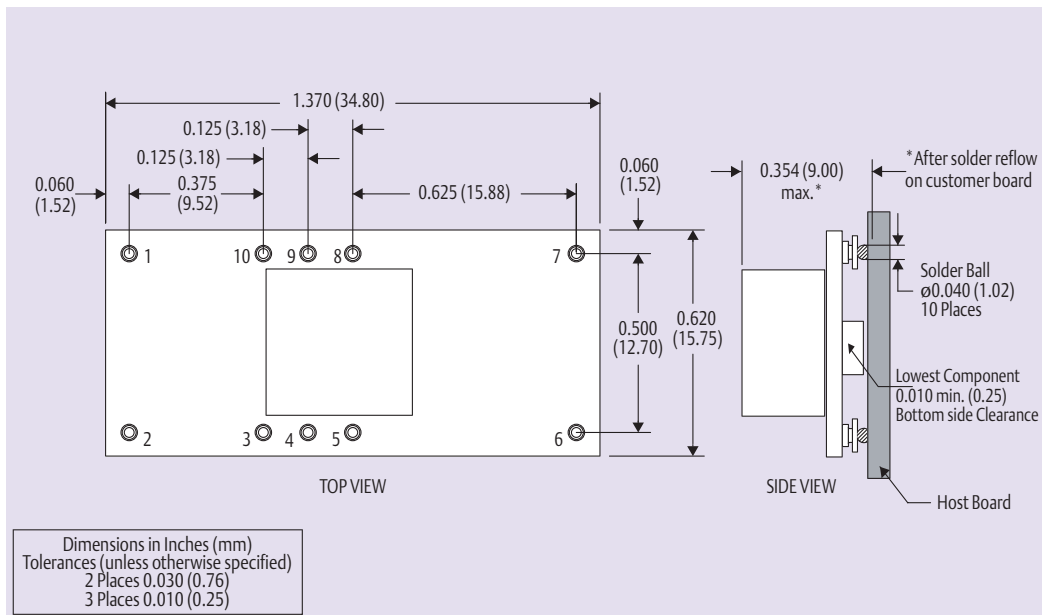 1.370 (34.80)
0.125 (3.18)
0.125 (3.18)
0.060
(1.52)
0.375
(9.52)
0.625 (15.88)
0.060
(1.52)
0.354 (9.00)
max.*
* After solder reflow
on customer board
1
10
9
8
7
0.500
(12.70)
0.620
(15.75)
Solder Ball
ø0.040 (1.02)
10 Places
Lowest Component
0.010 min. (0.25)
Bottom side Clearance
2
3
4
5
6
TOP VIEW
SIDE VIEW
Host Board
Dimensions in Inches (mm)
Tolerances (unless otherwise specified)
2 Places 0.030 (0.76)
3 Places 0.010 (0.25)